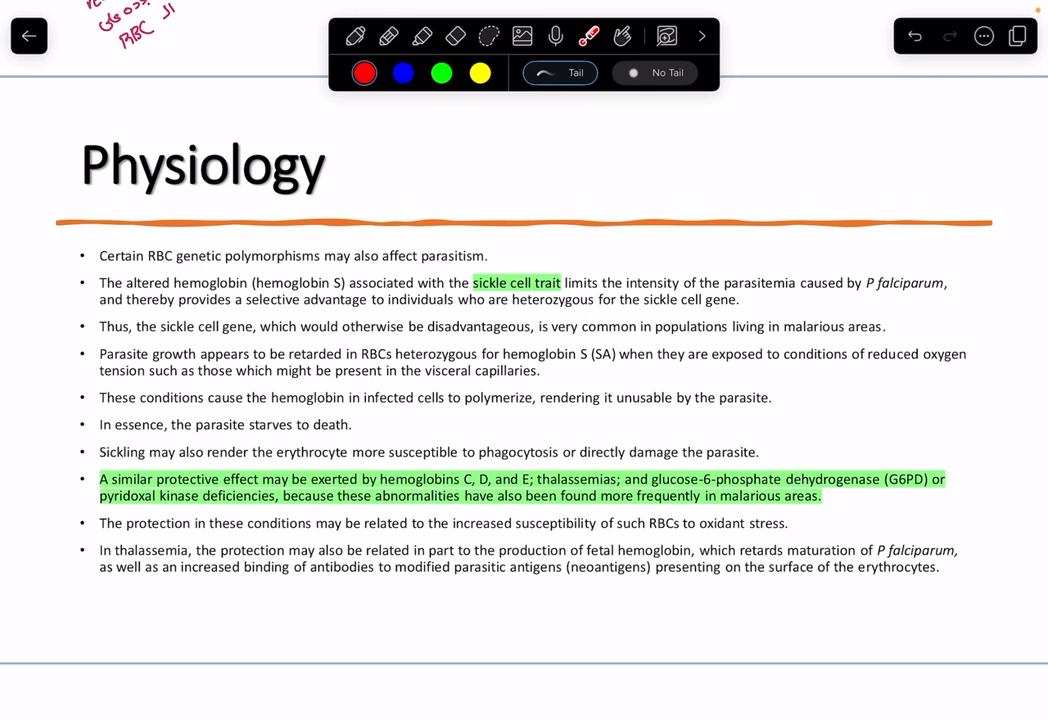 RBC
Tail
No Tail
Physiology
• Certain RBC genetic polymorphisms may also affect parasitism.
• The altered hemoglobin (hemoglobin S) associated with the sickle cell trait limits the intensity of the parasitemia caused by P falciparum,
and thereby provides a selective advantage to individuals who are heterozygous for the sickle cell gene.
• Thus, the sickle cell gene, which would otherwise be disadvantageous, is very common in populations living in malarious areas.
• Parasite growth appears to be retarded in RBCs heterozygous for hemoglobin S (SA) when they are exposed to conditions of reduced oxygen
tension such as those which might be present in the visceral capillaries.
• These conditions cause the hemoglobin in infected cells to polymerize, rendering it unusable by the parasite.
• In essence, the parasite starves to death.
• Sickling may also render the erythrocyte more susceptible to phagocytosis or directly damage the parasite.
• A similar protective effect may be exerted by hemoglobins C, D, and E; thalassemias; and glucose-6-phosphate dehydrogenase (G6PD) or
pyridoxal kinase deficiencies, because these abnormalities have also been found more frequently in malarious areas.
• The protection in these conditions may be related to the increased susceptibility of such RBCs to oxidant stress.
• In thalassemia, the protection may also be related in part to the production of fetal hemoglobin, which retards maturation of P falciparum,
as well as an increased binding of antibodies to modified parasitic antigens (neoantigens) presenting on the surface of the erythrocytes.